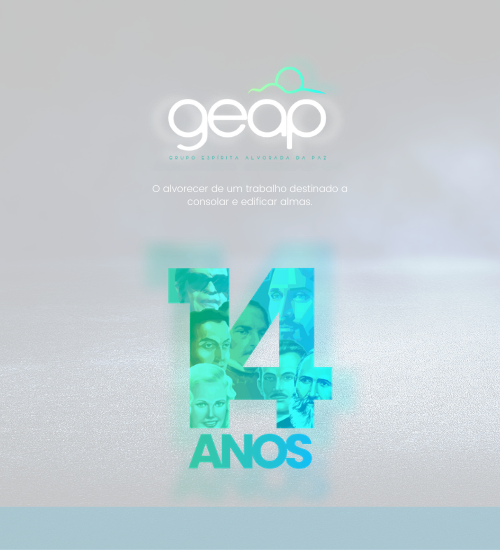 geap
GRUPO ESPÍRITA ALVORADA DA PAZ
O alvorecer de um trabalho destinado a
consolar e edificar almas.
14
ANOS